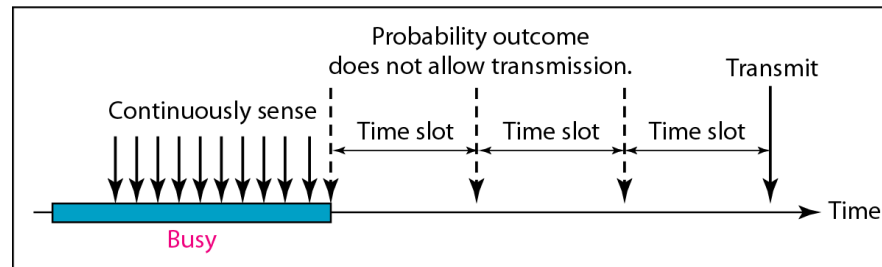 Probability outcome
does not allow transmission.
Transmit
Continuously sense
Time slot
Time slot
Time slot
Time
Busy